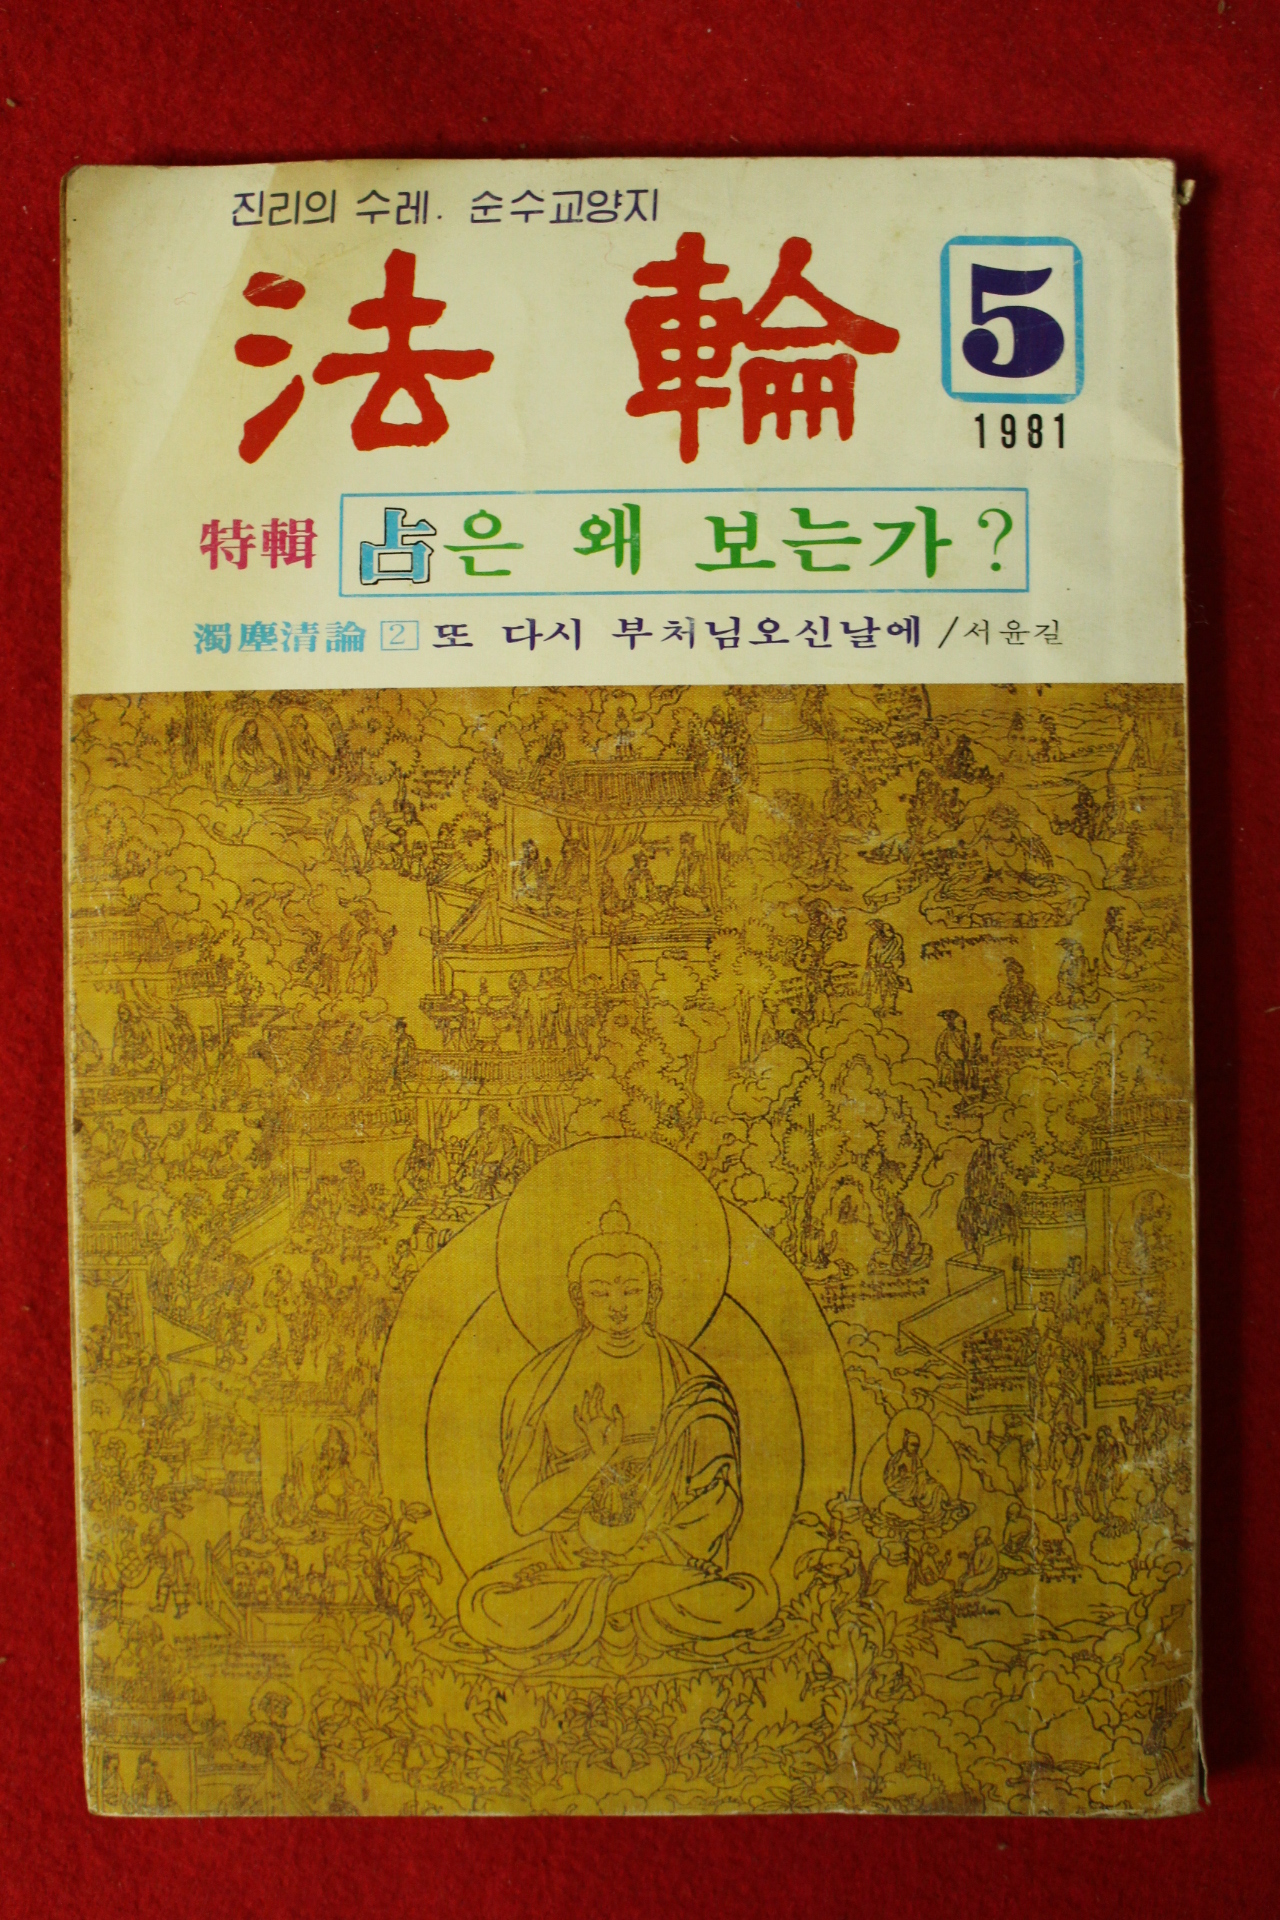 진리의 수레. 순수교양지
法輪
5
1981
特輯 占은 왜 보는가?
濁塵淸論 2 또 다시 부처님오신날에 / 서윤길